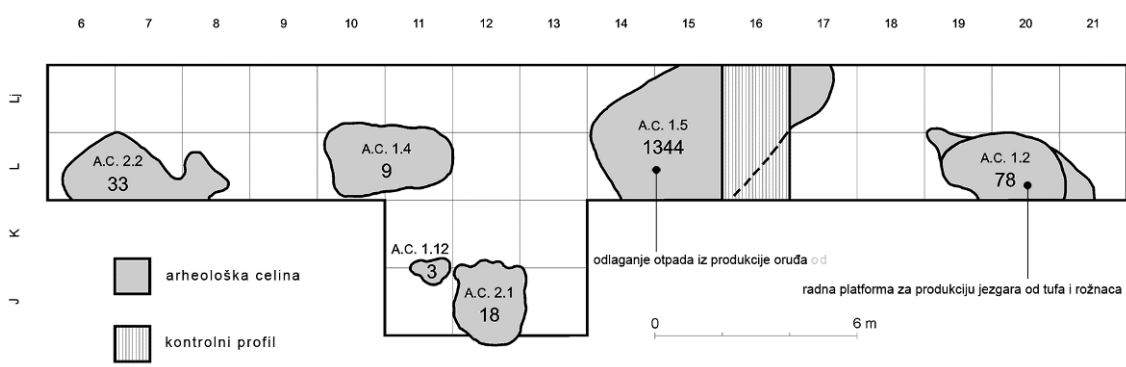 6 7 8 9 10 11 12 13 14 15 16 17 18 19 20 21
Lj
L
K
J
A.C. 2.2
33
A.C. 1.4
9
A.C. 1.5
1344
A.C. 1.2
78
A.C. 1.12
3
A.C. 2.1
18
odlaganje otpada iz produkcije oruđa od
radna platforma za produkciju jezgara od tufa i rožnaca
arheološka celina
kontrolni profil
0 6 m